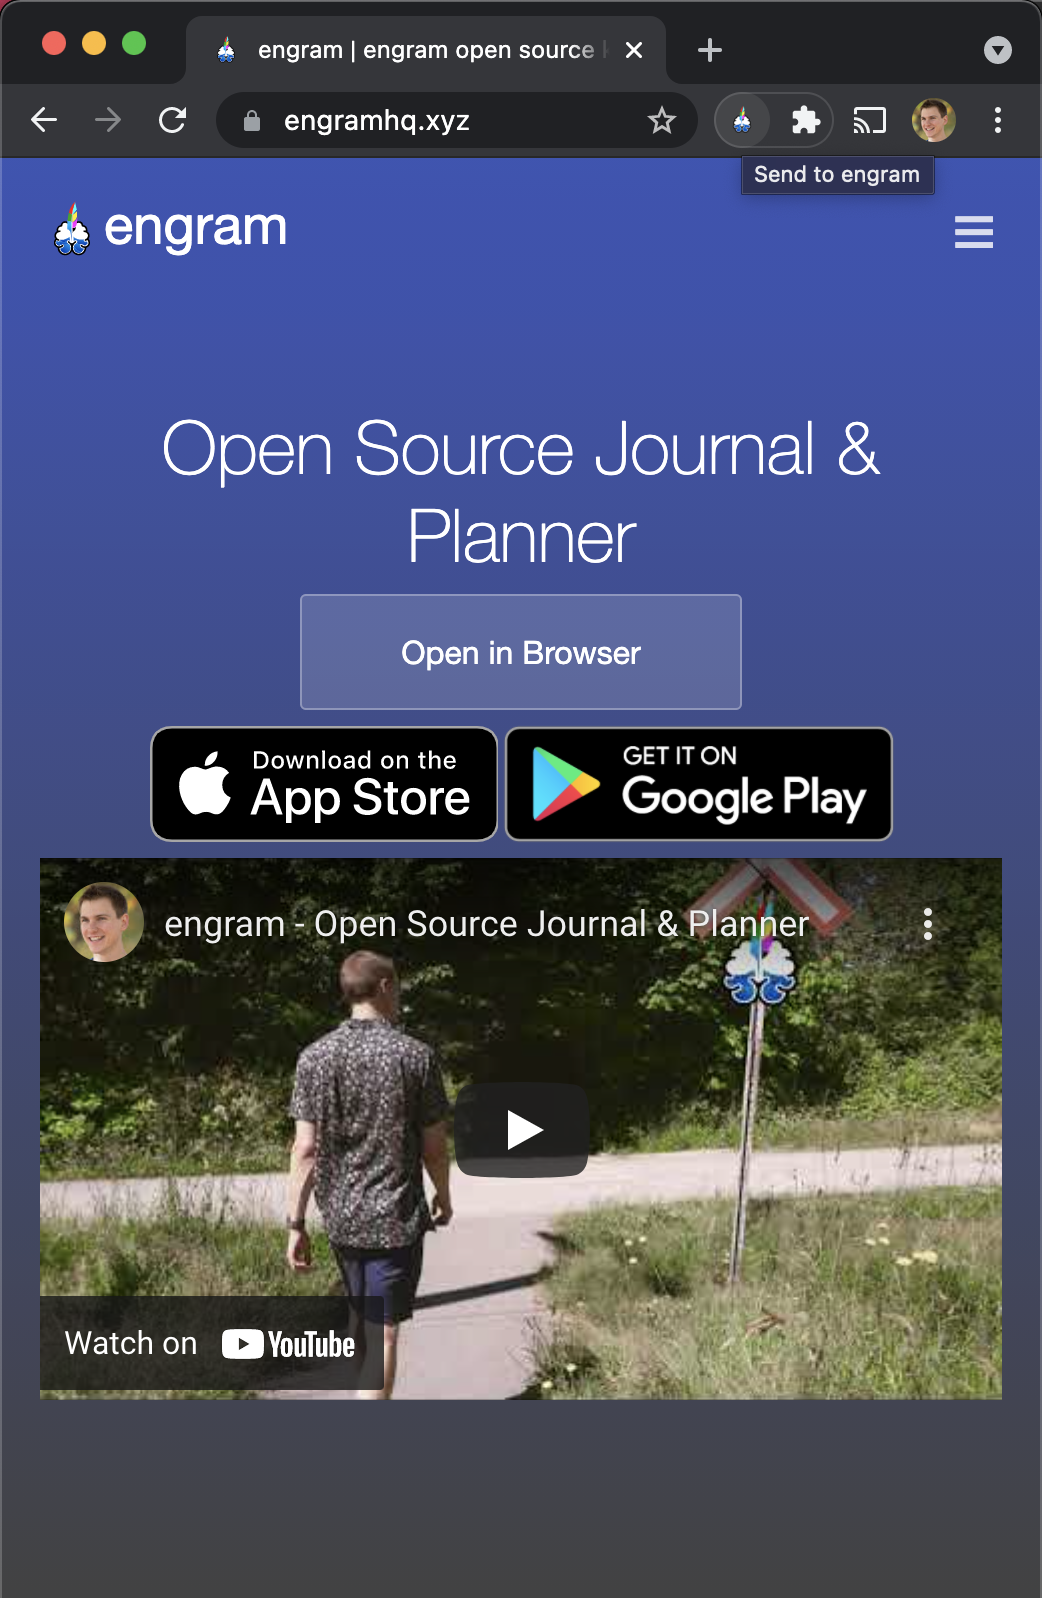 engram | engram open source
engramhq.xyz
Send to engram
engram
Open Source Journal &
Planner
Open in Browser
Download on the
App Store
GET IT ON
Google Play
engram - Open Source Journal & Planner
Watch on YouTube